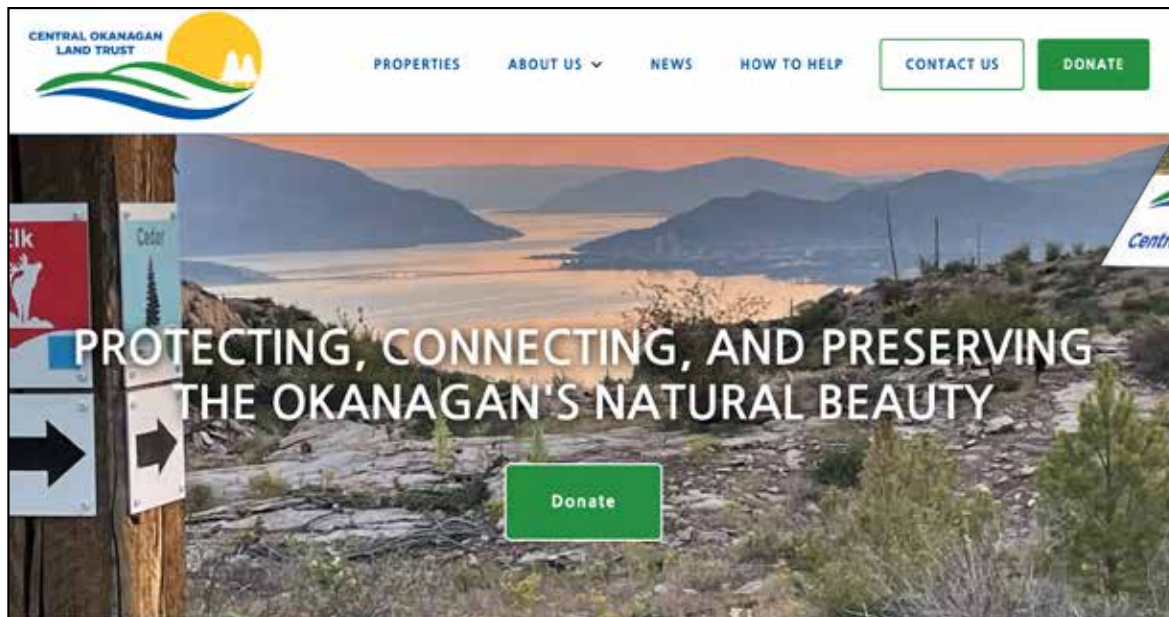 CENTRAL OKANAGAN
LAND TRUST
PROPERTIES
ABOUT US
NEWS
HOW TO HELP
CONTACT US
DONATE
Elk
Cedar
PROTECTING, CONNECTING, AND PRESERVING
THE OKANAGAN'S NATURAL BEAUTY
Donate